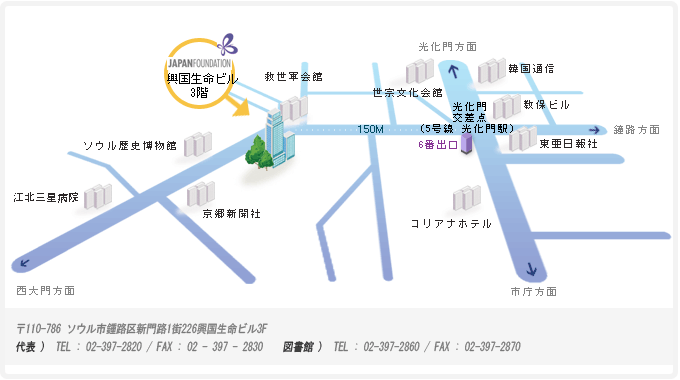 光化門方面
JAPANFOUNDATION
興国生命ビル
3階
救世軍会館
韓国通信
世宗文化会館
光化門
交差点
教保ビル
150M
(5号線 光化門駅)
鐘路方面
ソウル歴史博物館
6番出口
東亜日報社
江北三星病院
京郷新聞社
コリアナホテル
西大門方面
市庁方面
〒110-786 ソウル市鍾路区新門路1街226興国生命ビル3F
代表 ) TEL : 02-397-2820 / FAX : 02 - 397 - 2830 図書館 ) TEL : 02-397-2860 / FAX : 02-397-2870